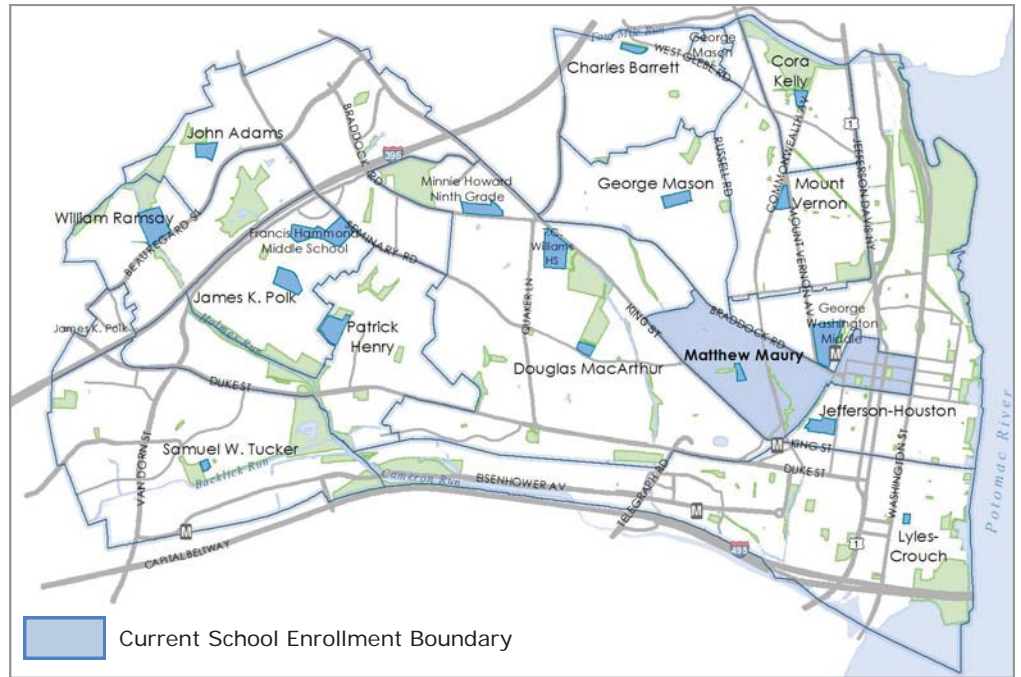 Four Mile Run
George
Mason
WEST GLEBE RD
Charles Barrett
Cora
Kelly
COMMONWEALTH AV
1
JEFFERSON DAVIS HY
John Adams
BRADDOCK RD
395
Minnie Howard
Ninth Grade
George Mason
RUSSELL RD
Mount
Vernon
MOUNT VERNON AV
William Ramsay
BEAUREGARD ST
Francis Hammond
Middle School
SEMINARY RD
T.C.
Williams
HS
James K. Polk
James K. Polk
Holmes Run
Patrick
Henry
QUAKER LN
KING ST
BRADDOCK RD
George
Washington
Middle
M
Matthew Maury
Douglas MacArthur
DUKE ST
Jefferson-Houston
M
KING ST
DUKE ST
WASHINGTON ST
Potomac River
Samuel W. Tucker
Backlick Run
VAN DORN ST
Cameron Run
EISENHOWER AV
TELEGRAPH RD
M
M
CAPITAL BELTWAY
495
1
Lyles-
Crouch
Current School Enrollment Boundary